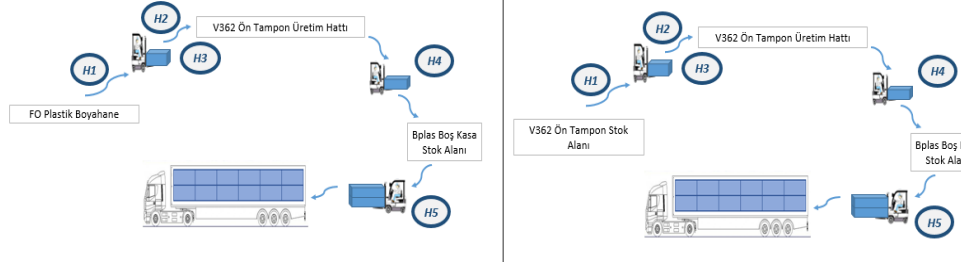 H2
V362 Ön Tampon Üretim Hattı
H1
H3
H4
FO Plastik Boyahane
Bplas Boş Kasa
Stok Alanı
H5
H2
V362 Ön Tampon Üretim Hattı
H1
H3
H4
V362 Ön Tampon Stok
Alanı
Bplas Boş
Stok
H5